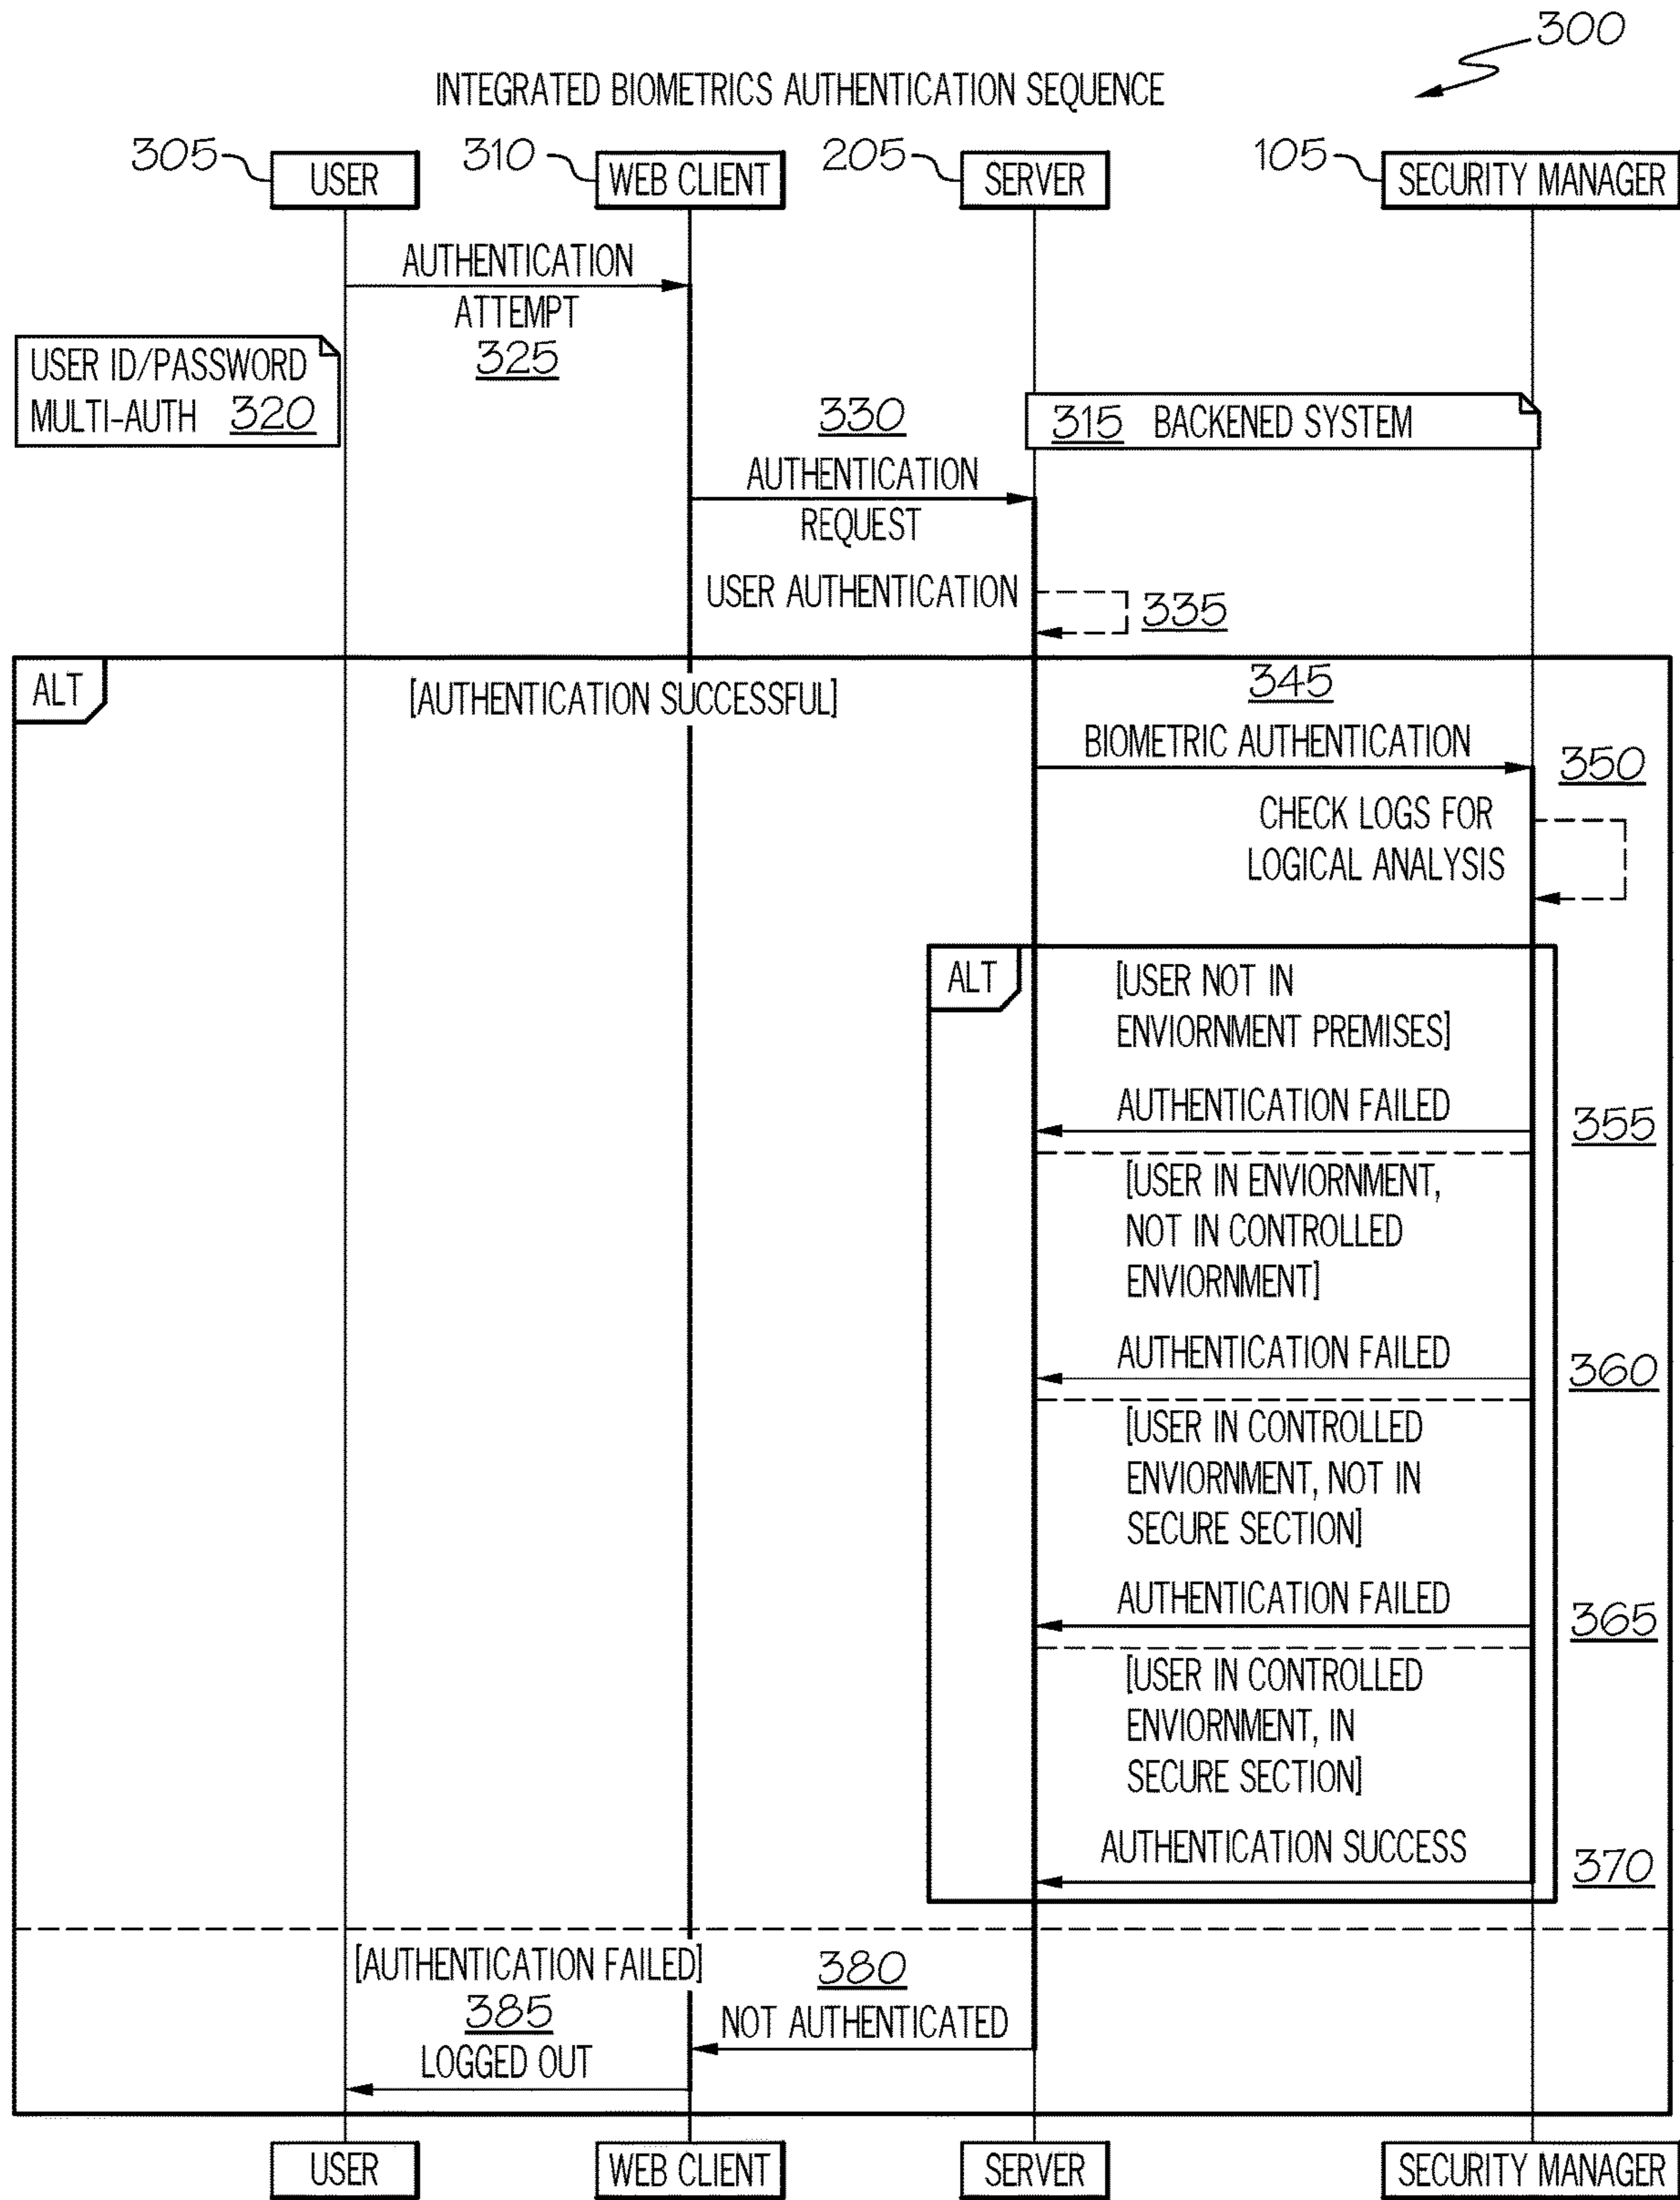 300
INTEGRATED BIOMETRICS AUTHENTICATION SEQUENCE
305 USER
310 WEB CLIENT
205 SERVER
105 SECURITY MANAGER
AUTHENTICATION
ATTEMPT
325
USER ID/PASSWORD
MULTI-AUTH 320
315 BACKENED SYSTEM
330
AUTHENTICATION
REQUEST
USER AUTHENTICATION
335
ALT
[AUTHENTICATION SUCCESSFUL]
345
BIOMETRIC AUTHENTICATION
350
CHECK LOGS FOR
LOGICAL ANALYSIS
ALT
[USER NOT IN
ENVIORNMENT PREMISES]
AUTHENTICATION FAILED
355
[USER IN ENVIORNMENT,
NOT IN CONTROLLED
ENVIORNMENT]
AUTHENTICATION FAILED
360
[USER IN CONTROLLED
ENVIORNMENT, NOT IN
SECURE SECTION]
AUTHENTICATION FAILED
365
[USER IN CONTROLLED
ENVIORNMENT, IN
SECURE SECTION]
AUTHENTICATION SUCCESS
370
[AUTHENTICATION FAILED]
380
NOT AUTHENTICATED
385
LOGGED OUT
USER
WEB CLIENT
SERVER
SECURITY MANAGER